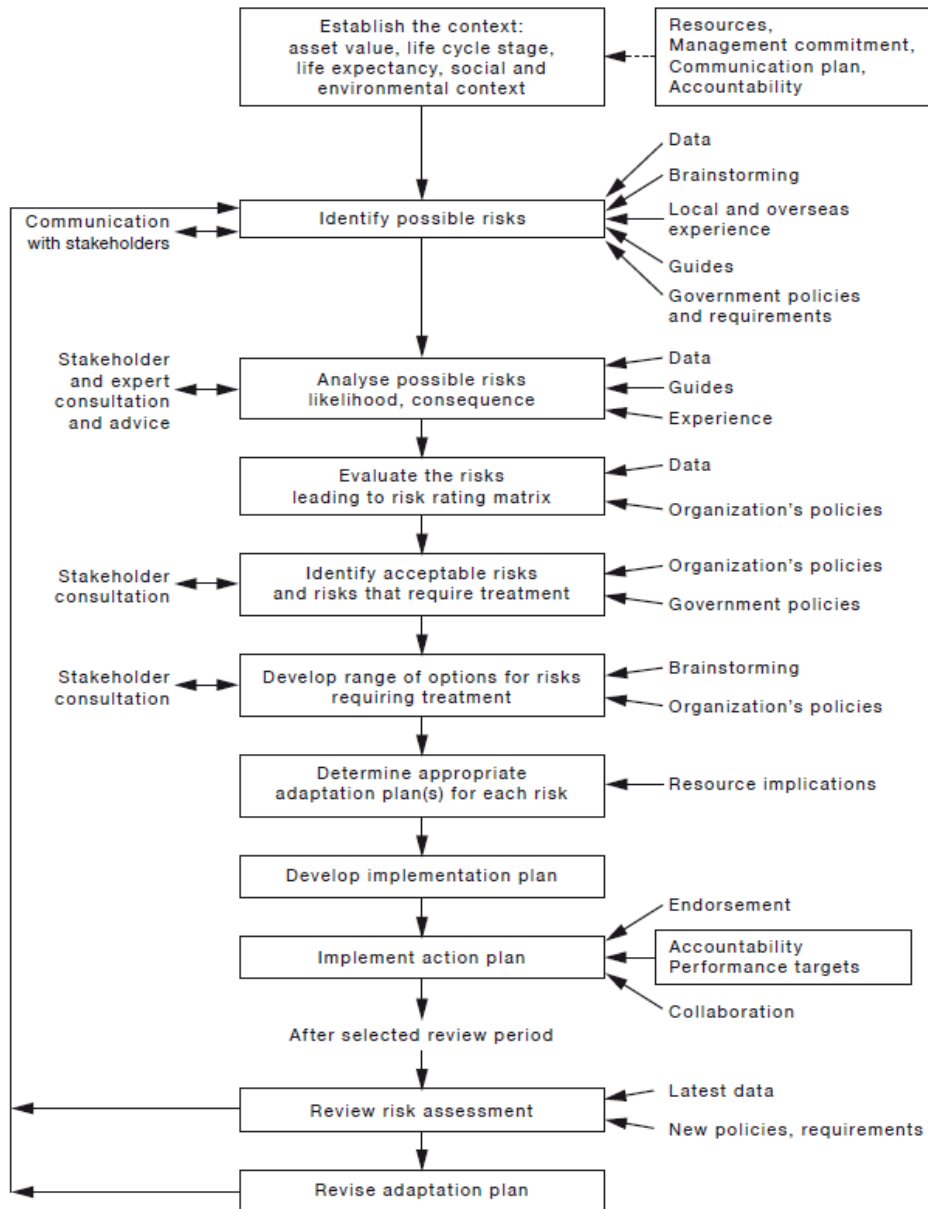 Establish the context:
asset value, life cycle stage,
life expectancy, social and
environmental context
Resources,
Management commitment,
Communication plan,
Accountability
Data
Brainstorming
Communication
with stakeholders
Identify possible risks
Local and overseas
experience
Guides
Government policies
and requirements
Stakeholder
and expert
consultation
and advice
Analyse possible risks
likelihood, consequence
Data
Guides
Experience
Evaluate the risks
leading to risk rating matrix
Data
Organization's policies
Stakeholder
consultation
Identify acceptable risks
and risks that require treatment
Organization's policies
Government policies
Stakeholder
consultation
Develop range of options for risks
requiring treatment
Brainstorming
Organization's policies
Determine appropriate
adaptation plan(s) for each risk
Resource implications
Develop implementation plan
Endorsement
Implement action plan
Accountability
Performance targets
Collaboration
After selected review period
Review risk assessment
Latest data
New policies, requirements
Revise adaptation plan